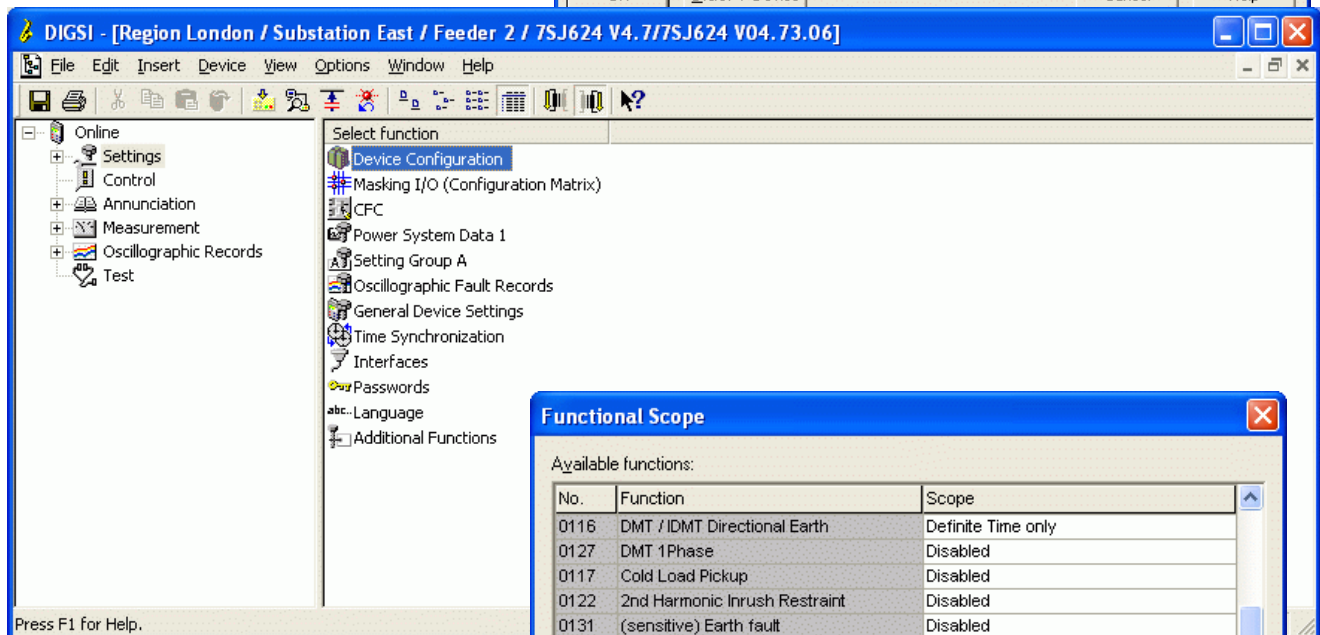 DIGSI - [Region London / Substation East / Feeder 2 / 7SJ624 V4.7/7SJ624 V04.73.06]
File Edit Insert Device View Options Window Help
Online
Settings
Control
Annunciation
Measurement
Oscillographic Records
Test
Select function
Device Configuration
Masking I/O (Configuration Matrix)
CFC
Power System Data 1
Setting Group A
Oscillographic Fault Records
General Device Settings
Time Synchronization
Interfaces
Passwords
abc..Language
Additional Functions
Functional Scope
Available functions:
No. Function Scope
0116 DMT / IDMT Directional Earth Definite Time only
0127 DMT 1Phase Disabled
0117 Cold Load Pickup Disabled
0122 2nd Harmonic Inrush Restraint Disabled
0131 (sensitive) Earth fault Disabled
Press F1 for Help.